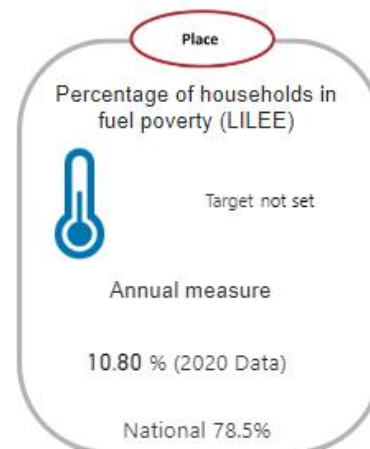 Place
Percentage of households in
fuel poverty (LILEE)
Target not set
Annual measure
10.80 % (2020 Data)
National 78.5%